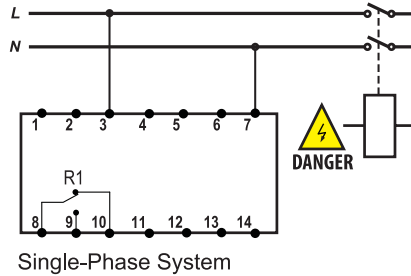 L
N
1 2 3 4 5 6 7
DANGER
R1
8 9 10 11 12 13 14
Single-Phase System